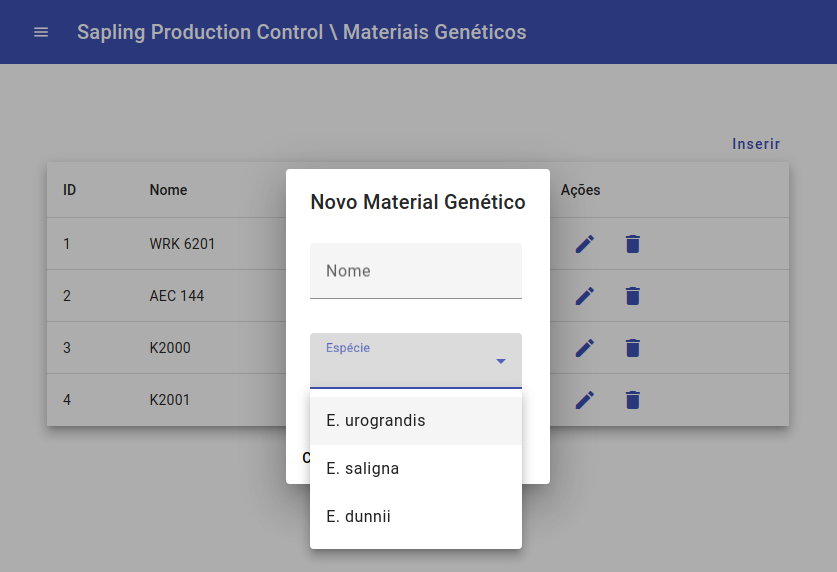 Sapling Production Control \ Materiais Genéticos
Inserir
ID Nome Ações
1 WRK 6201
2 AEC 144
3 K2000
4 K2001
Novo Material Genético
Nome
Espécie
E. urograndis
E. saligna
E. dunnii